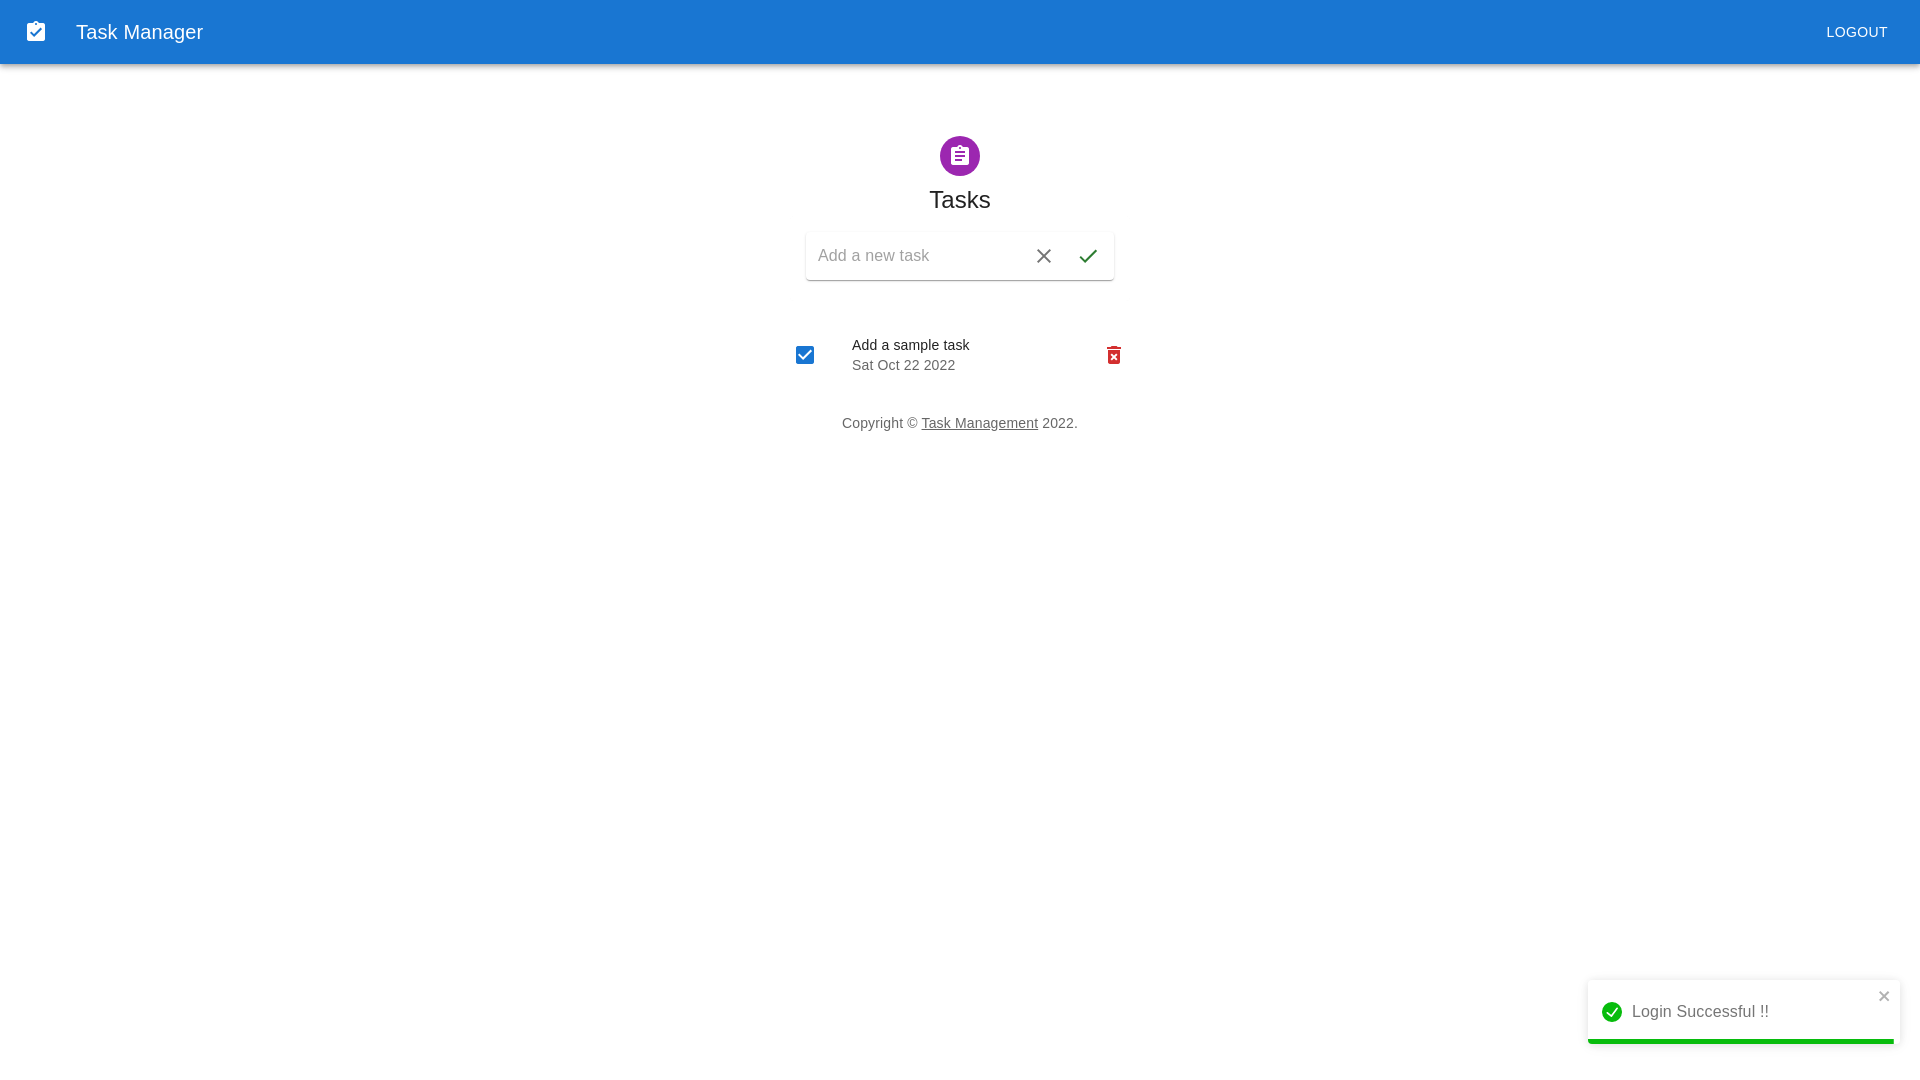 Task Manager
LOGOUT
Tasks
Add a new task
Add a sample task
Sat Oct 22 2022
Copyright © Task Management 2022.
Login Successful !!